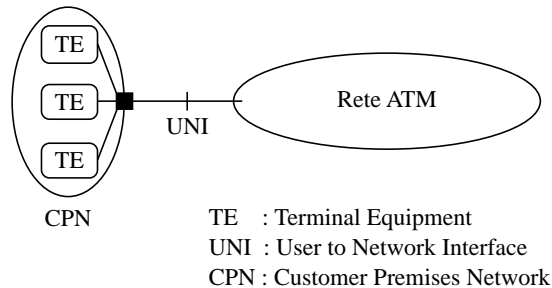 TE
TE
TE
UNI
Rete ATM
CPN
TE : Terminal Equipment
UNI : User to Network Interface
CPN : Customer Premises Network